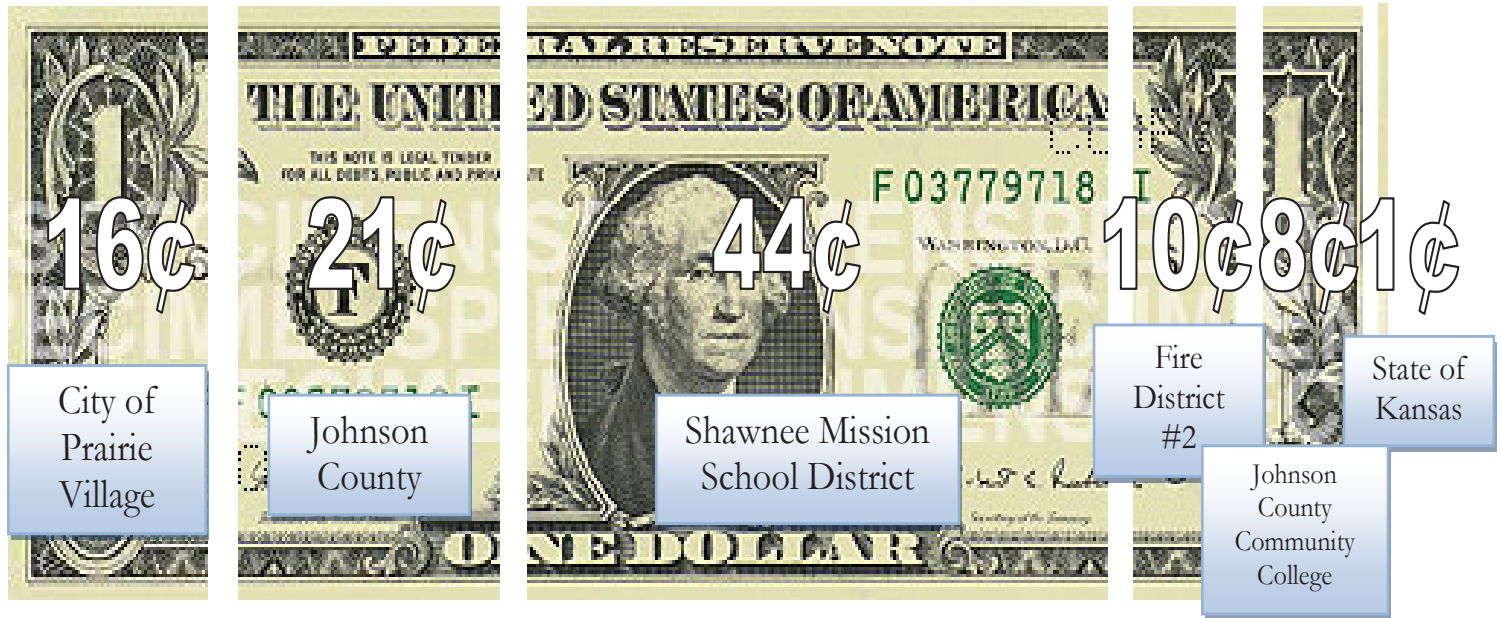 FEDERAL RESERVE NOTE
THE UNITED STATES OF AMERICA
THIS NOTE IS LEGAL TENDER
FOR ALL DEBTS, PUBLIC AND PRIVATE
F 03779718 I
WASHINGTON, D.C.
16¢
21¢
44¢
10¢
8¢
1¢
City of
Prairie
Village
Johnson
County
Shawnee Mission
School District
Fire
District
#2
Johnson
County
Community
College
State of
Kansas
ONE DOLLAR